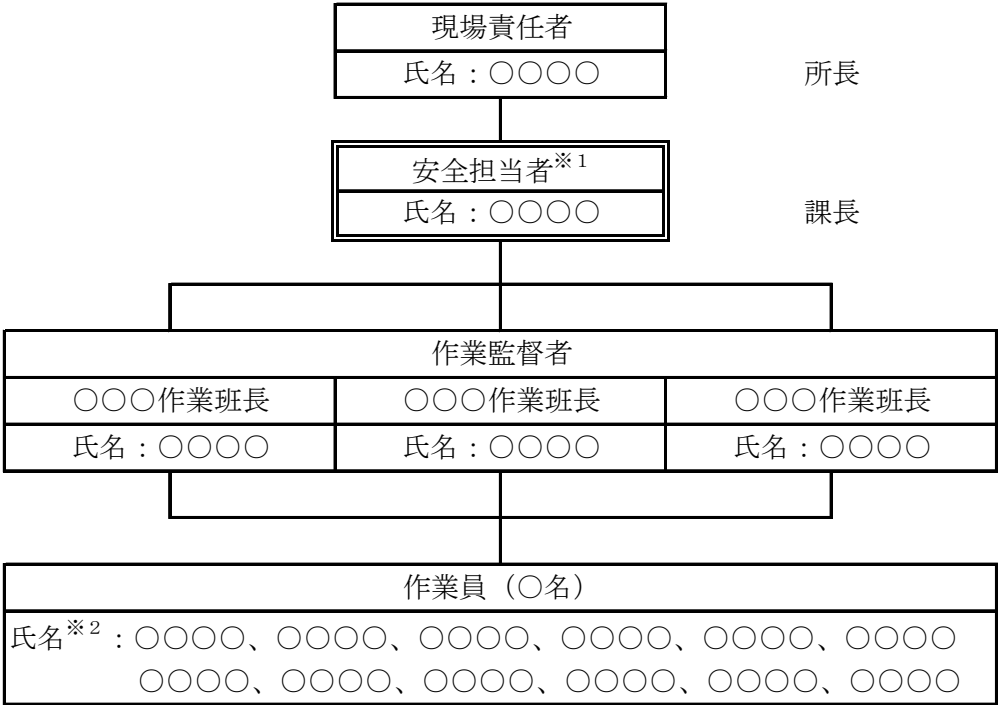 現場責任者
氏名：○○○○ 所長
安全担当者※1
氏名：○○○○ 課長
作業監督者
○○○作業班長 ○○○作業班長 ○○○作業班長
氏名：○○○○ 氏名：○○○○ 氏名：○○○○
作業員（○名）
氏名※2：○○○○、○○○○、○○○○、○○○○、○○○○、○○○○
○○○○、○○○○、○○○○、○○○○、○○○○、○○○○